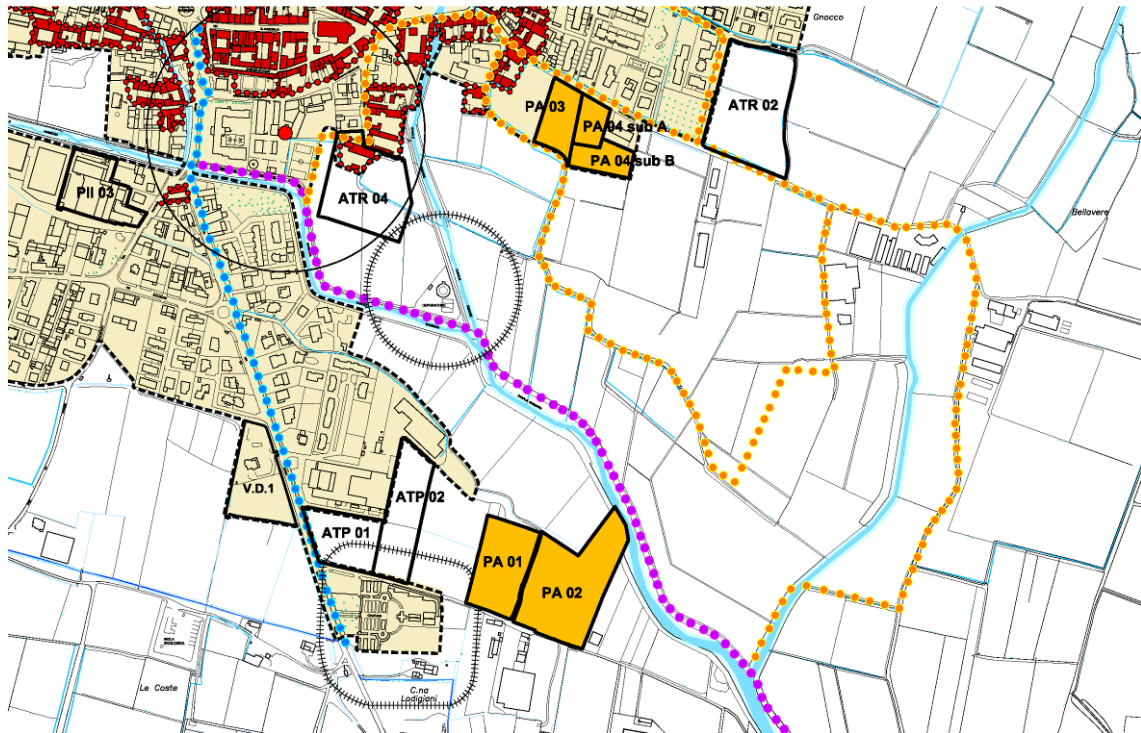 Gnocco
PA 03
ATR 02
PA 04 sub A
PA 04 sub B
PII 03
ATR 04
Bellavere
V.D.1
ATP 02
ATP 01
PA 01
PA 02
Le Coste
C.na
Lodigiani